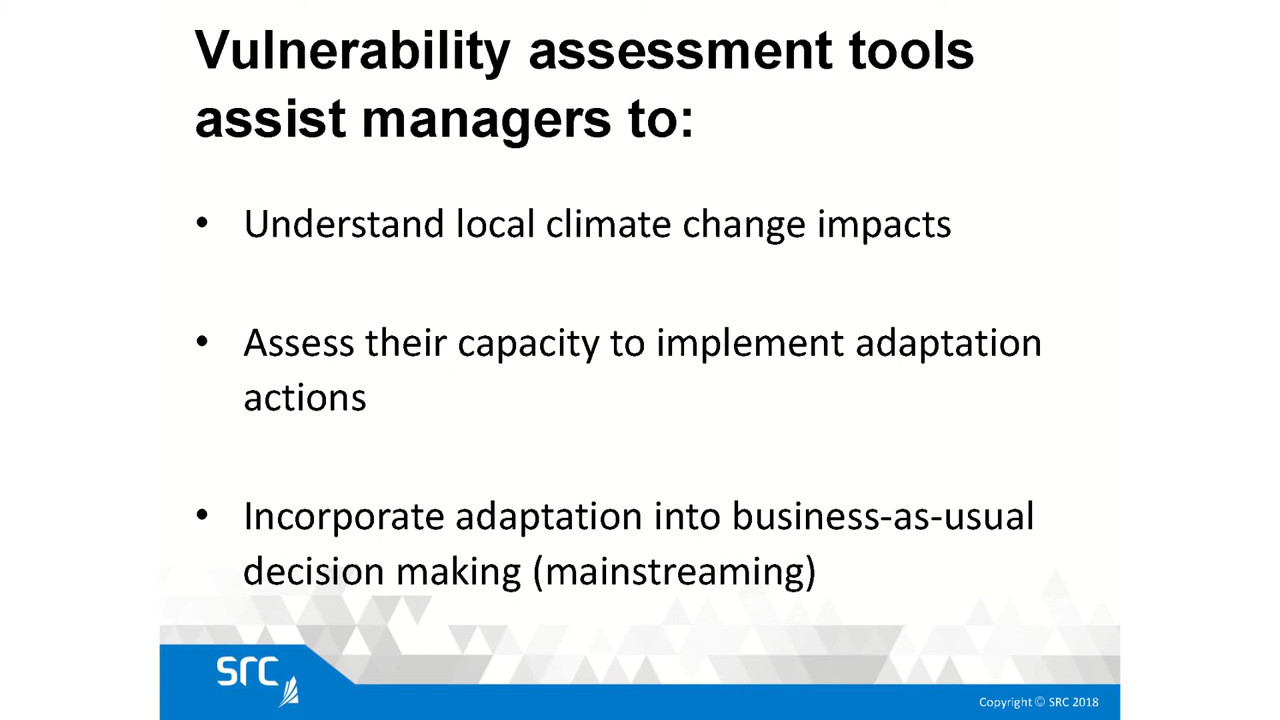 Vulnerability assessment tools
assist managers to:
• Understand local climate change impacts
• Assess their capacity to implement adaptation
actions
• Incorporate adaptation into business-as-usual
decision making (mainstreaming)
src
Copyright © SRC 2018